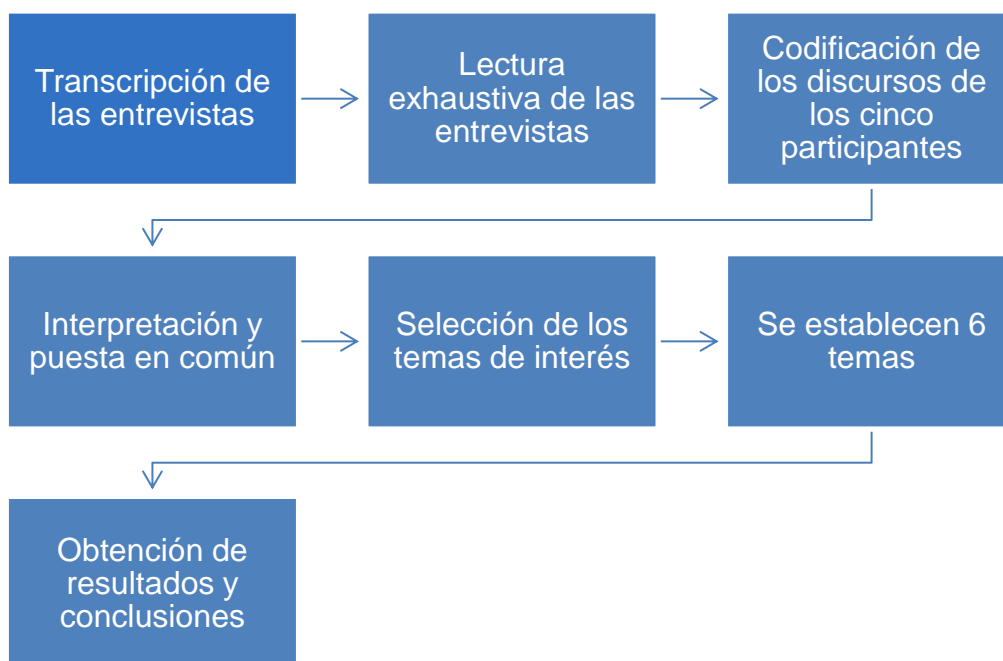 Transcripción de
las entrevistas
Lectura
exhaustiva de las
entrevistas
Codificación de
los discursos de
los cinco
participantes
Interpretación y
puesta en común
Selección de los
temas de interés
Se establecen 6
temas
Obtención de
resultados y
conclusiones